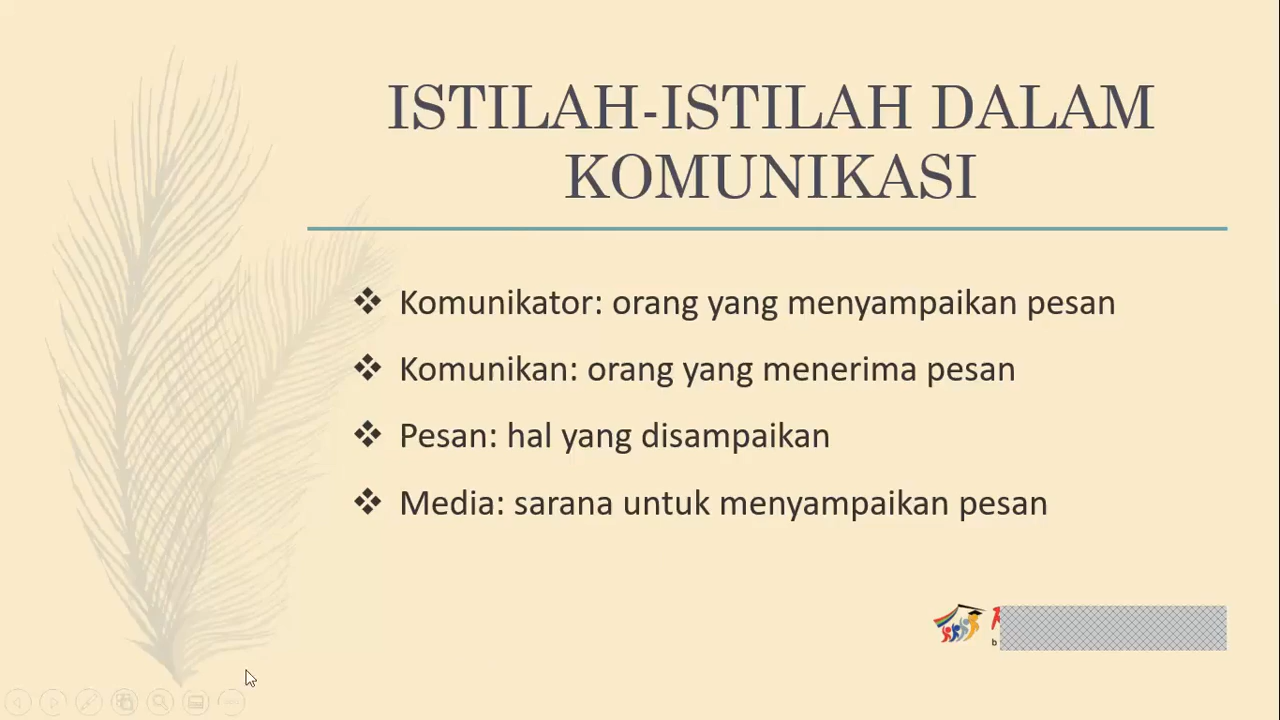 ISTILAH-ISTILAH DALAM
KOMUNIKASI
Komunikator: orang yang menyampaikan pesan
Komunikan: orang yang menerima pesan
Pesan: hal yang disampaikan
Media: sarana untuk menyampaikan pesan